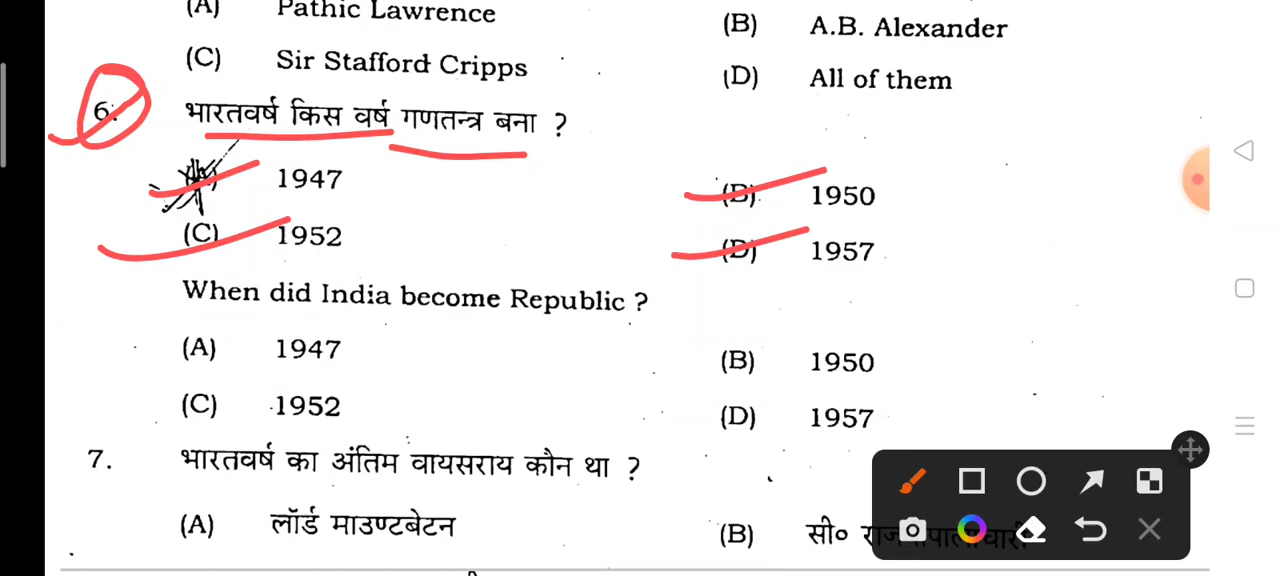 (A) Pathic Lawrence
(B) A.B. Alexander
(C) Sir Stafford Cripps
(D) All of them
6. भारतवर्ष किस वर्ष गणतन्त्र बना ?
1947
(B) 1950
(C) 1952
(D) 1957
When did India become Republic ?
(A) 1947
(B) 1950
(C) 1952
(D) 1957
7. भारतवर्ष का अंतिम वायसराय कौन था ?
(A) लॉर्ड माउण्टबेटन
(B) सी०